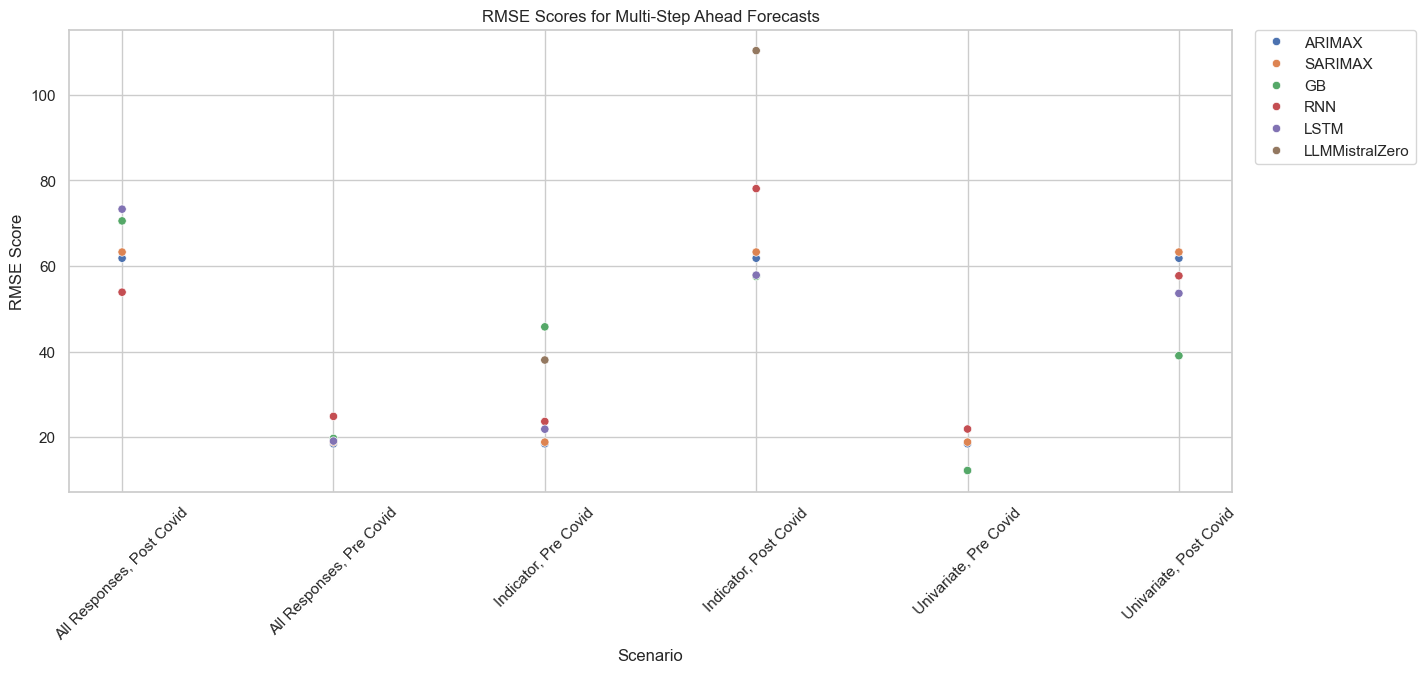 RMSE Scores for Multi-Step Ahead Forecasts
ARIMAX
SARIMAX
GB
RNN
LSTM
LLMMistralZero
RMSE Score
100
80
60
40
20
All Responses, Post Covid
All Responses, Pre Covid
Indicator, Pre Covid
Indicator, Post Covid
Univariate, Pre Covid
Univariate, Post Covid
Scenario